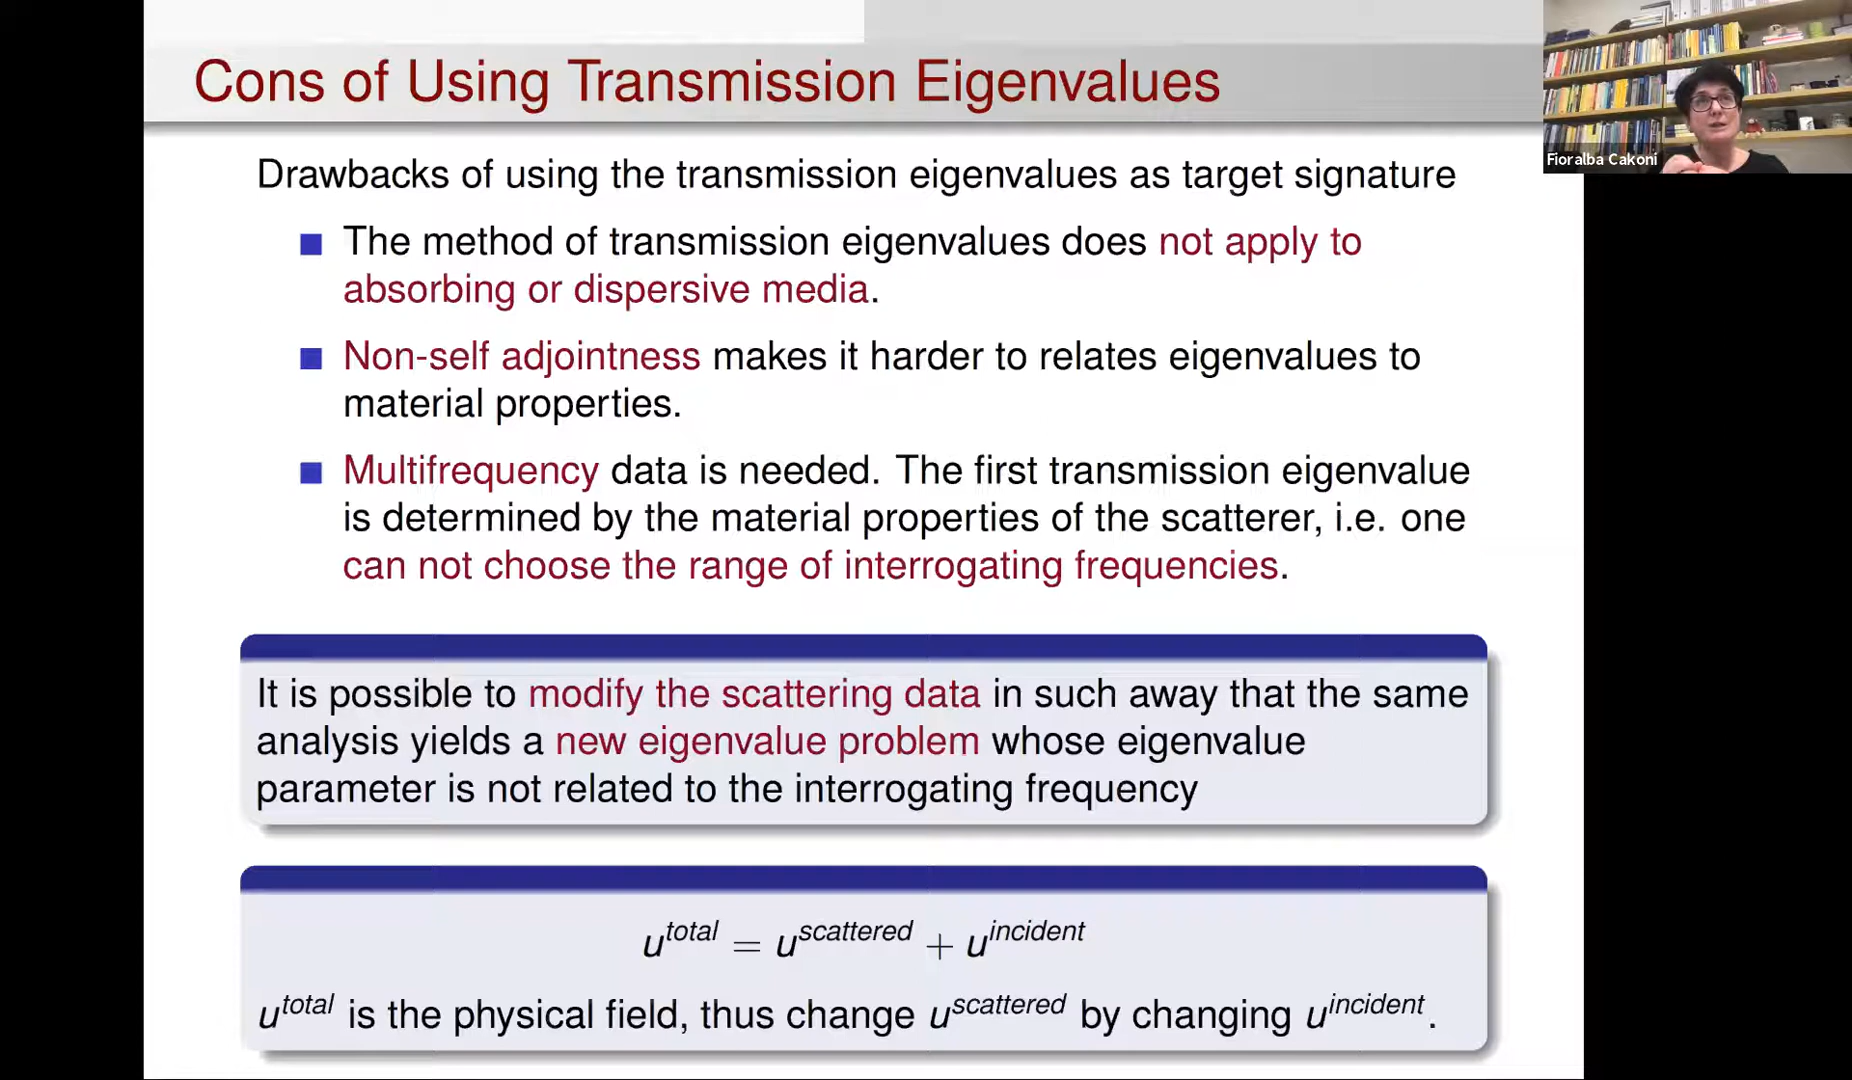 Cons of Using Transmission Eigenvalues
Fioralba Cakoni
Drawbacks of using the transmission eigenvalues as target signature
The method of transmission eigenvalues does not apply to
absorbing or dispersive media.
Non-self adjointness makes it harder to relates eigenvalues to
material properties.
Multifrequency data is needed. The first transmission eigenvalue
is determined by the material properties of the scatterer, i.e. one
can not choose the range of interrogating frequencies.
It is possible to modify the scattering data in such away that the same
analysis yields a new eigenvalue problem whose eigenvalue
parameter is not related to the interrogating frequency
u^total = u^scattered + u^incident
u^total is the physical field, thus change u^scattered by changing u^incident.